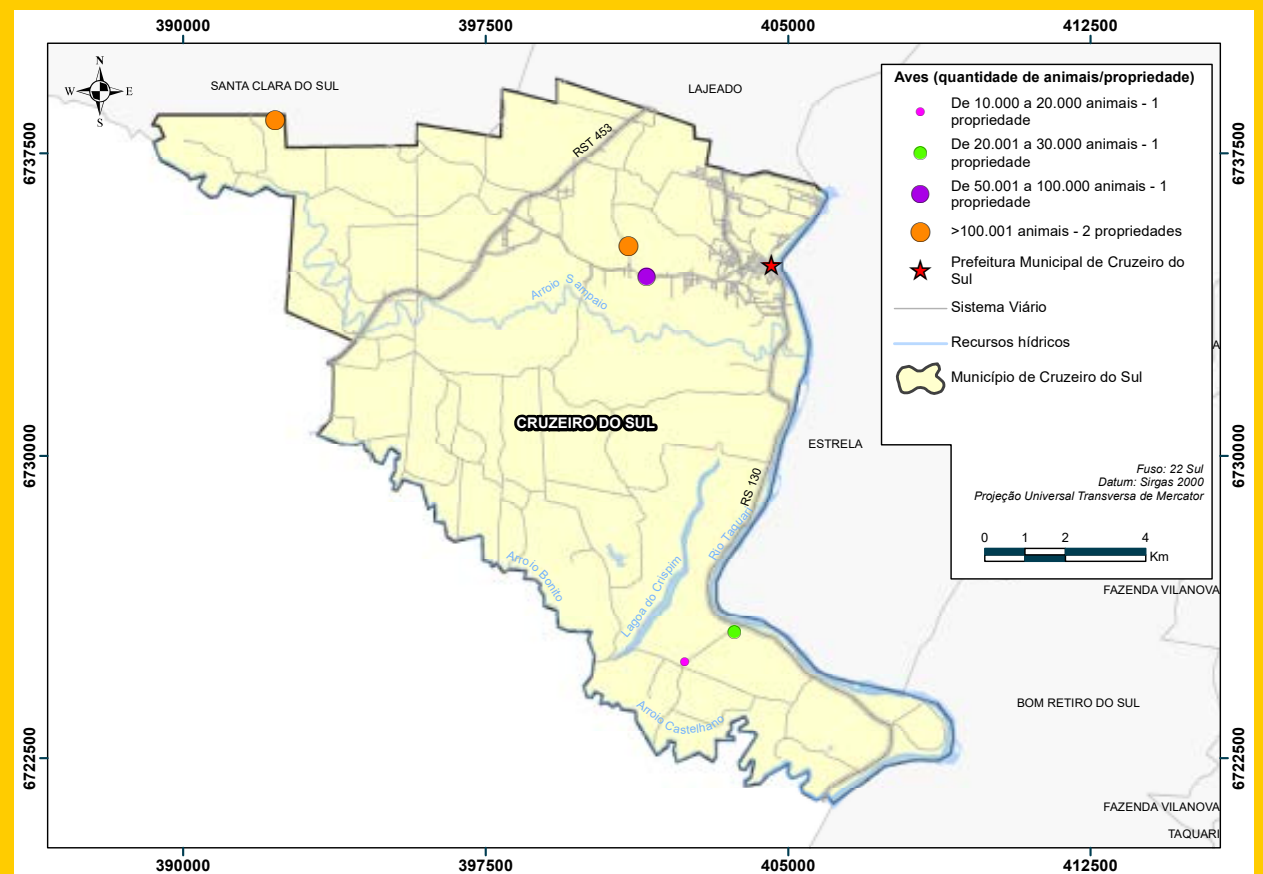 390000
397500
405000
412500
N
W
E
S
SANTA CLARA DO SUL
LAJEADO
Aves (quantidade de animais/propriedade)
De 10.000 a 20.000 animais - 1
propriedade
De 20.001 a 30.000 animais - 1
propriedade
De 50.001 a 100.000 animais - 1
propriedade
>100.001 animais - 2 propriedades
Prefeitura Municipal de Cruzeiro do
Sul
Sistema Viário
Recursos hídricos
Município de Cruzeiro do Sul
Fuso: 22 Sul
Datum: Sirgas 2000
Projeção Universal Transversa de Mercator
0 1 2 4
Km
6737500
6737500
RST 453
Arroio Sampaio
A
CRUZEIRO DO SUL
ESTRELA
6730000
6730000
RS 130
Rio Taquari
Arroio Bonito
Lagoa do Crispim
FAZENDA VILANOVA
BOM RETIRO DO SUL
Arroio Castelhano
6722500
6722500
FAZENDA VILANOVA
TAQUARI
390000
397500
405000
412500